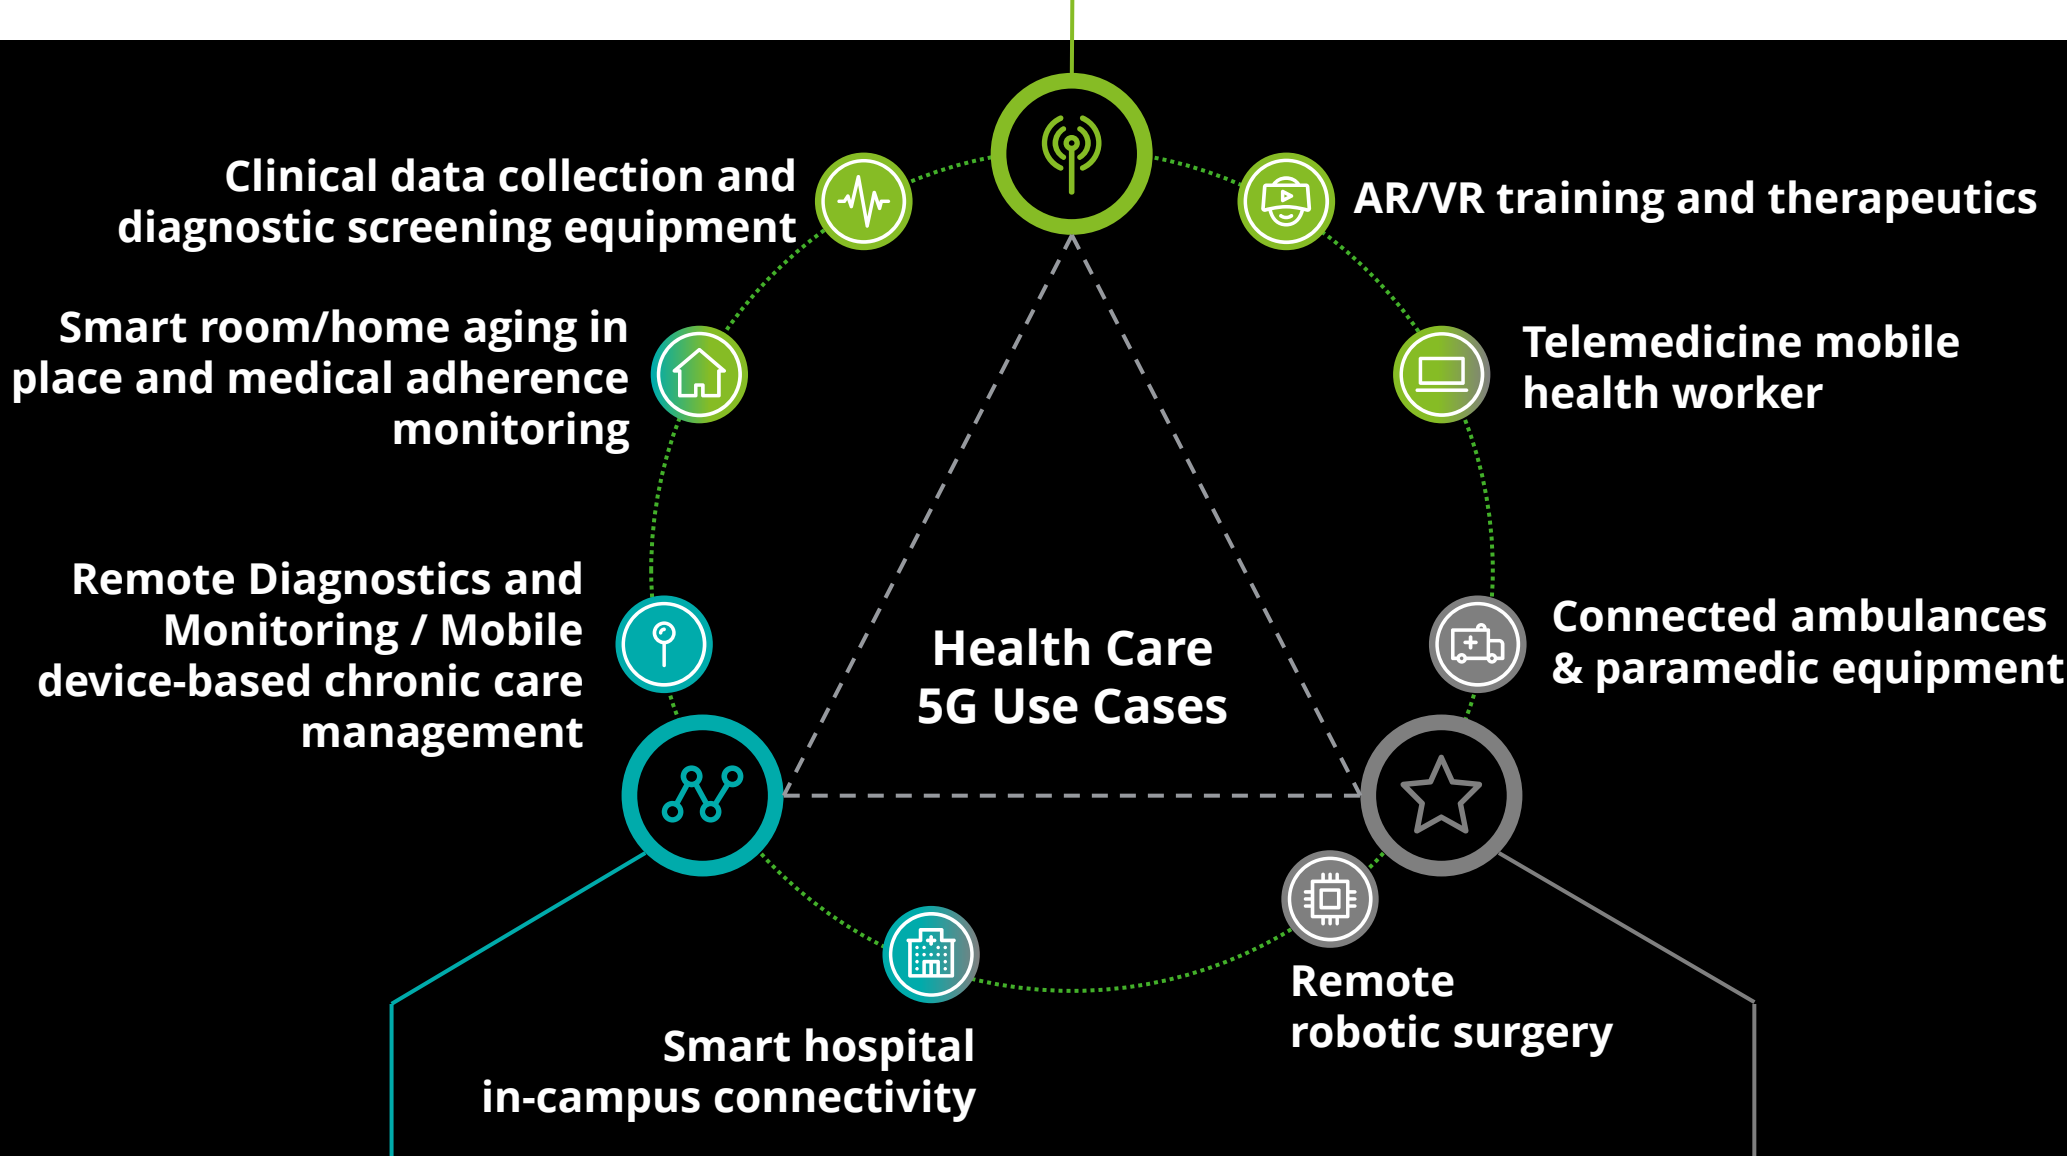 Clinical data collection and
diagnostic screening equipment
AR/VR training and therapeutics
Smart room/home aging in
place and medical adherence
monitoring
Telemedicine mobile
health worker
Remote Diagnostics and
Monitoring / Mobile
device-based chronic care
management
Health Care
5G Use Cases
Connected ambulances
& paramedic equipment
Smart hospital
in-campus connectivity
Remote
robotic surgery